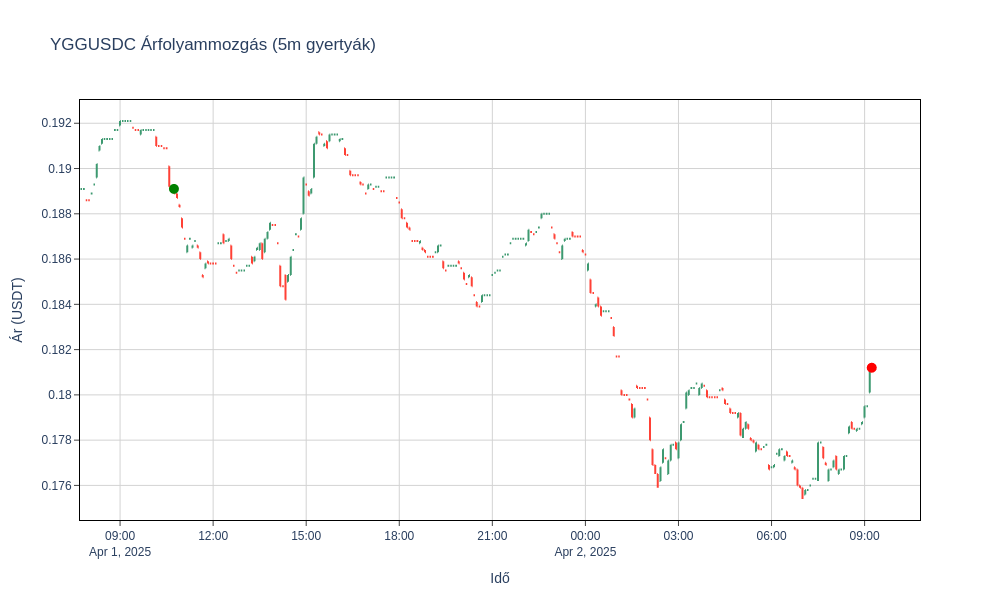 YGGUSDC Árfolyammozgás (5m gyertyák)
0.192
0.19
0.188
0.186
0.184
0.182
0.18
0.178
0.176
Ár (USDT)
09:00 12:00 15:00 18:00 21:00 00:00 03:00 06:00 09:00
Apr 1, 2025 Apr 2, 2025
Idő